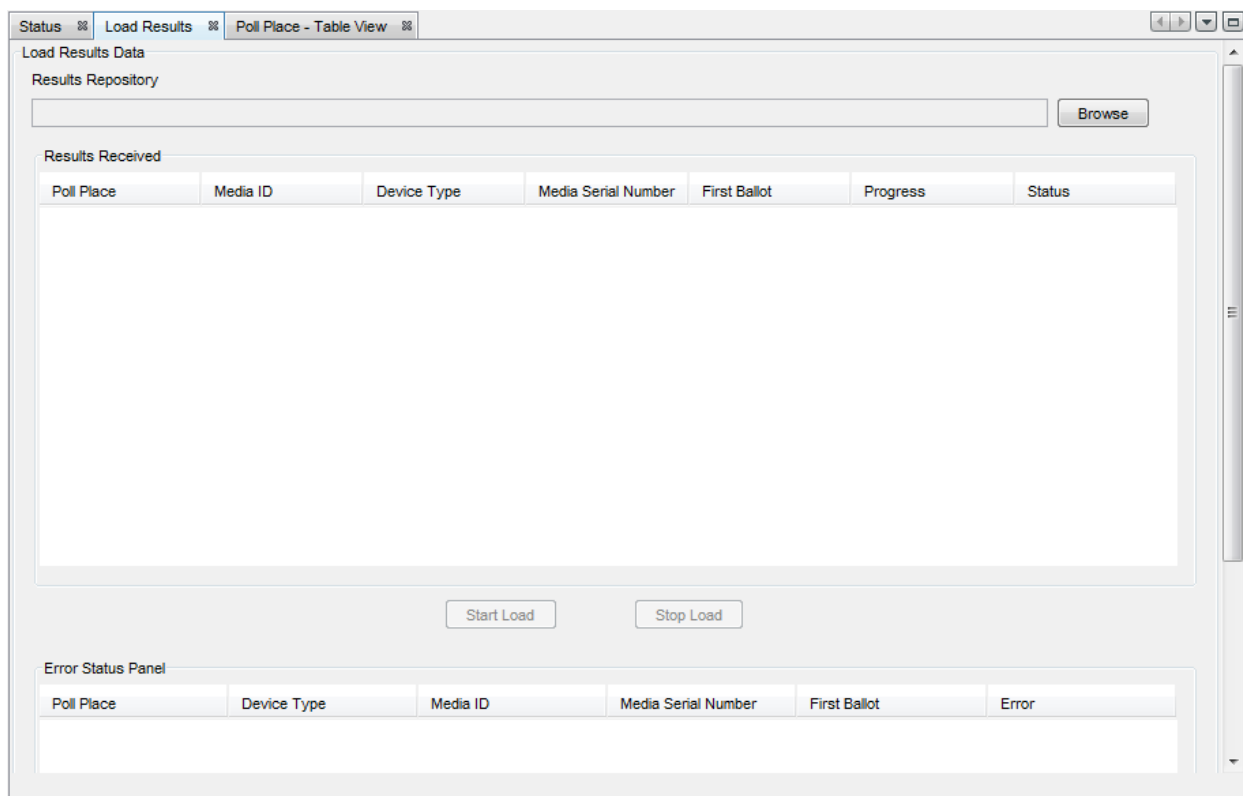 Status Load Results Poll Place - Table View
Load Results Data
Results Repository
Browse
Results Received
Poll Place Media ID Device Type Media Serial Number First Ballot Progress Status
Start Load Stop Load
Error Status Panel
Poll Place Device Type Media ID Media Serial Number First Ballot Error